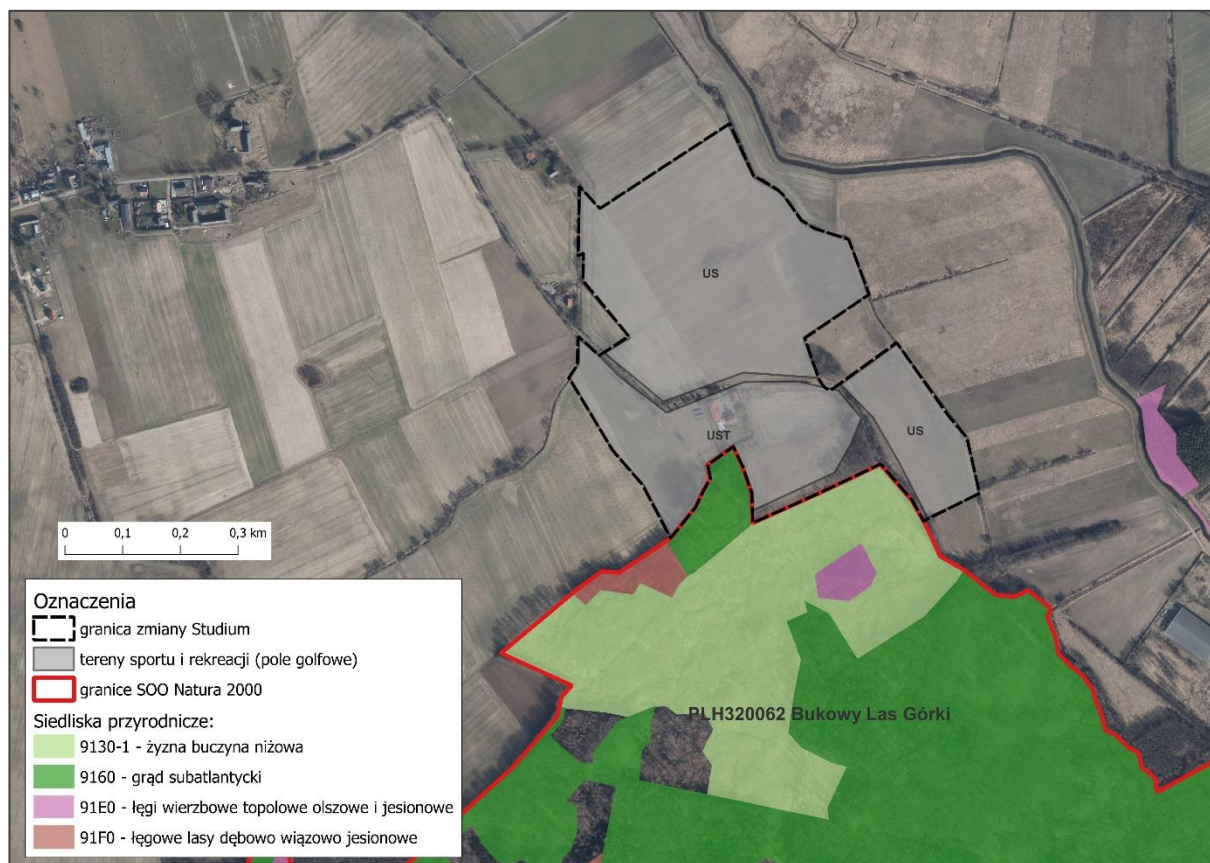 US
US
UST
0 0,1 0,2 0,3 km
PLH320062 Bukowy Las Górki
Oznaczenia
granica zmiany Studium
tereny sportu i rekreacji (pole golfowe)
granice SOO Natura 2000
Siedliska przyrodnicze:
9130-1 - żyzna buczyna niżowa
9160 - grąd subatlantycki
91E0 - łęgi wierzbowe topolowe olszowe i jesionowe
91F0 - łęgowe lasy dębowo wiązowo jesionowe